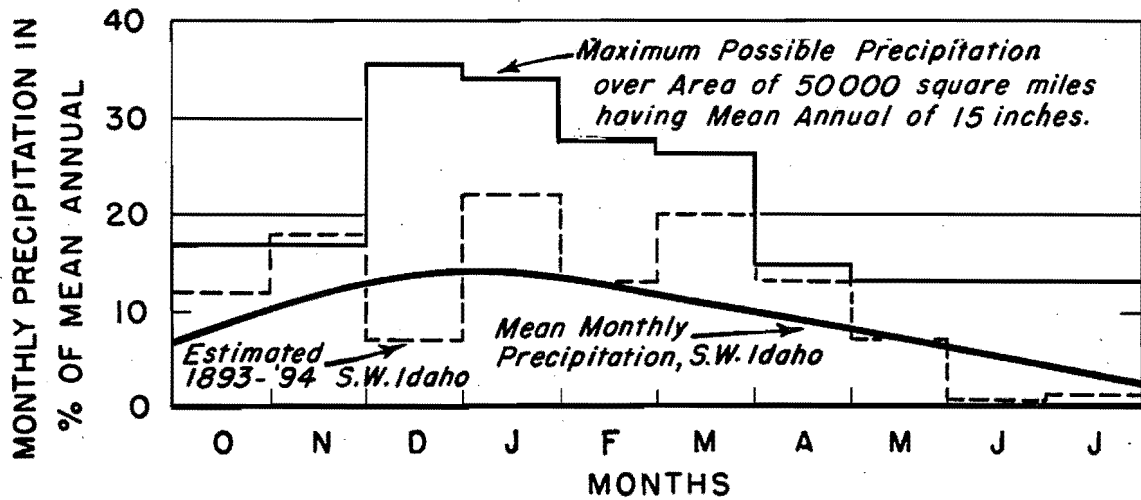 MONTHLY PRECIPITATION IN
% OF MEAN ANNUAL
40
30
20
10
0
Maximum Possible Precipitation
over Area of 50000 square miles
having Mean Annual of 15 inches.
Estimated
1893-'94 S.W. Idaho
Mean Monthly
Precipitation, S.W. Idaho
O N D J F M A M J J
MONTHS